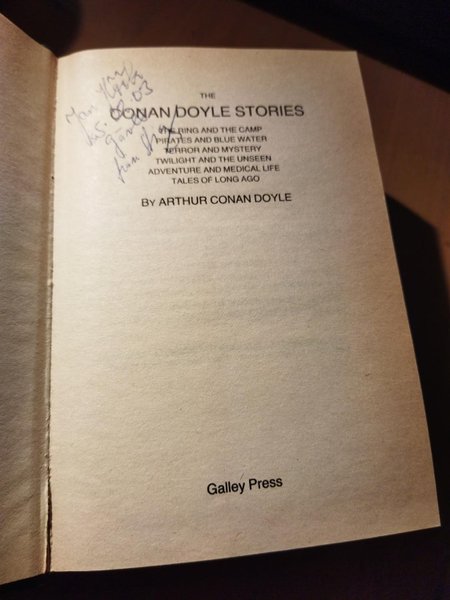 THE
CONAN DOYLE STORIES
THE RING AND THE CAMP
PIRATES AND BLUE WATER
TERROR AND MYSTERY
TWILIGHT AND THE UNSEEN
ADVENTURE AND MEDICAL LIFE
TALES OF LONG AGO
BY ARTHUR CONAN DOYLE
Galley Press